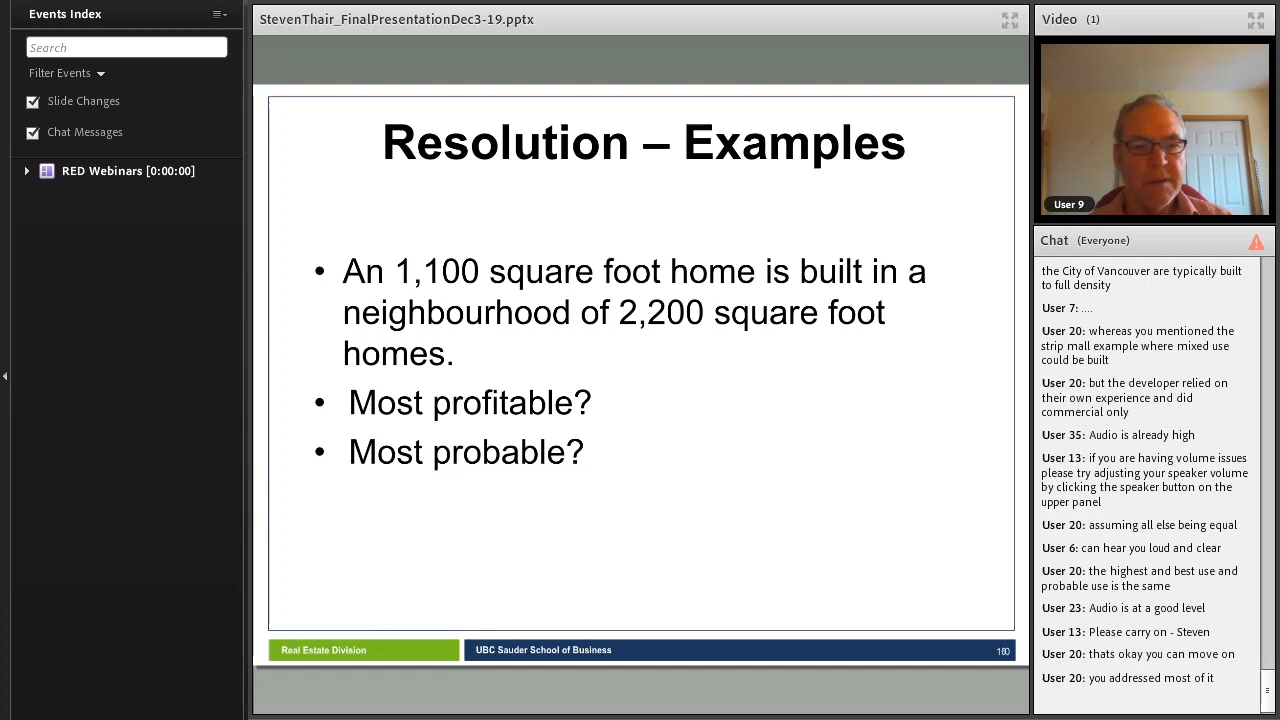 Events Index
Search
Filter Events
Slide Changes
Chat Messages
RED Webinars [0:00:00]
StevenThair_FinalPresentationDec3-19.pptx
Resolution – Examples
• An 1,100 square foot home is built in a
neighbourhood of 2,200 square foot
homes.
• Most profitable?
• Most probable?
Real Estate Division
UBC Sauder School of Business
180
Video (1)
User 9
Chat (Everyone)
the City of Vancouver are typically built
to full density
User 7: ....
User 20: whereas you mentioned the
strip mall example where mixed use
could be built
User 20: but the developer relied on
their own experience and did
commercial only
User 35: Audio is already high
User 13: if you are having volume issues
please try adjusting your speaker volume
by clicking the speaker button on the
upper panel
User 20: assuming all else being equal
User 6: can hear you loud and clear
User 20: the highest and best use and
probable use is the same
User 23: Audio is at a good level
User 13: Please carry on - Steven
User 20: thats okay you can move on
User 20: you addressed most of it